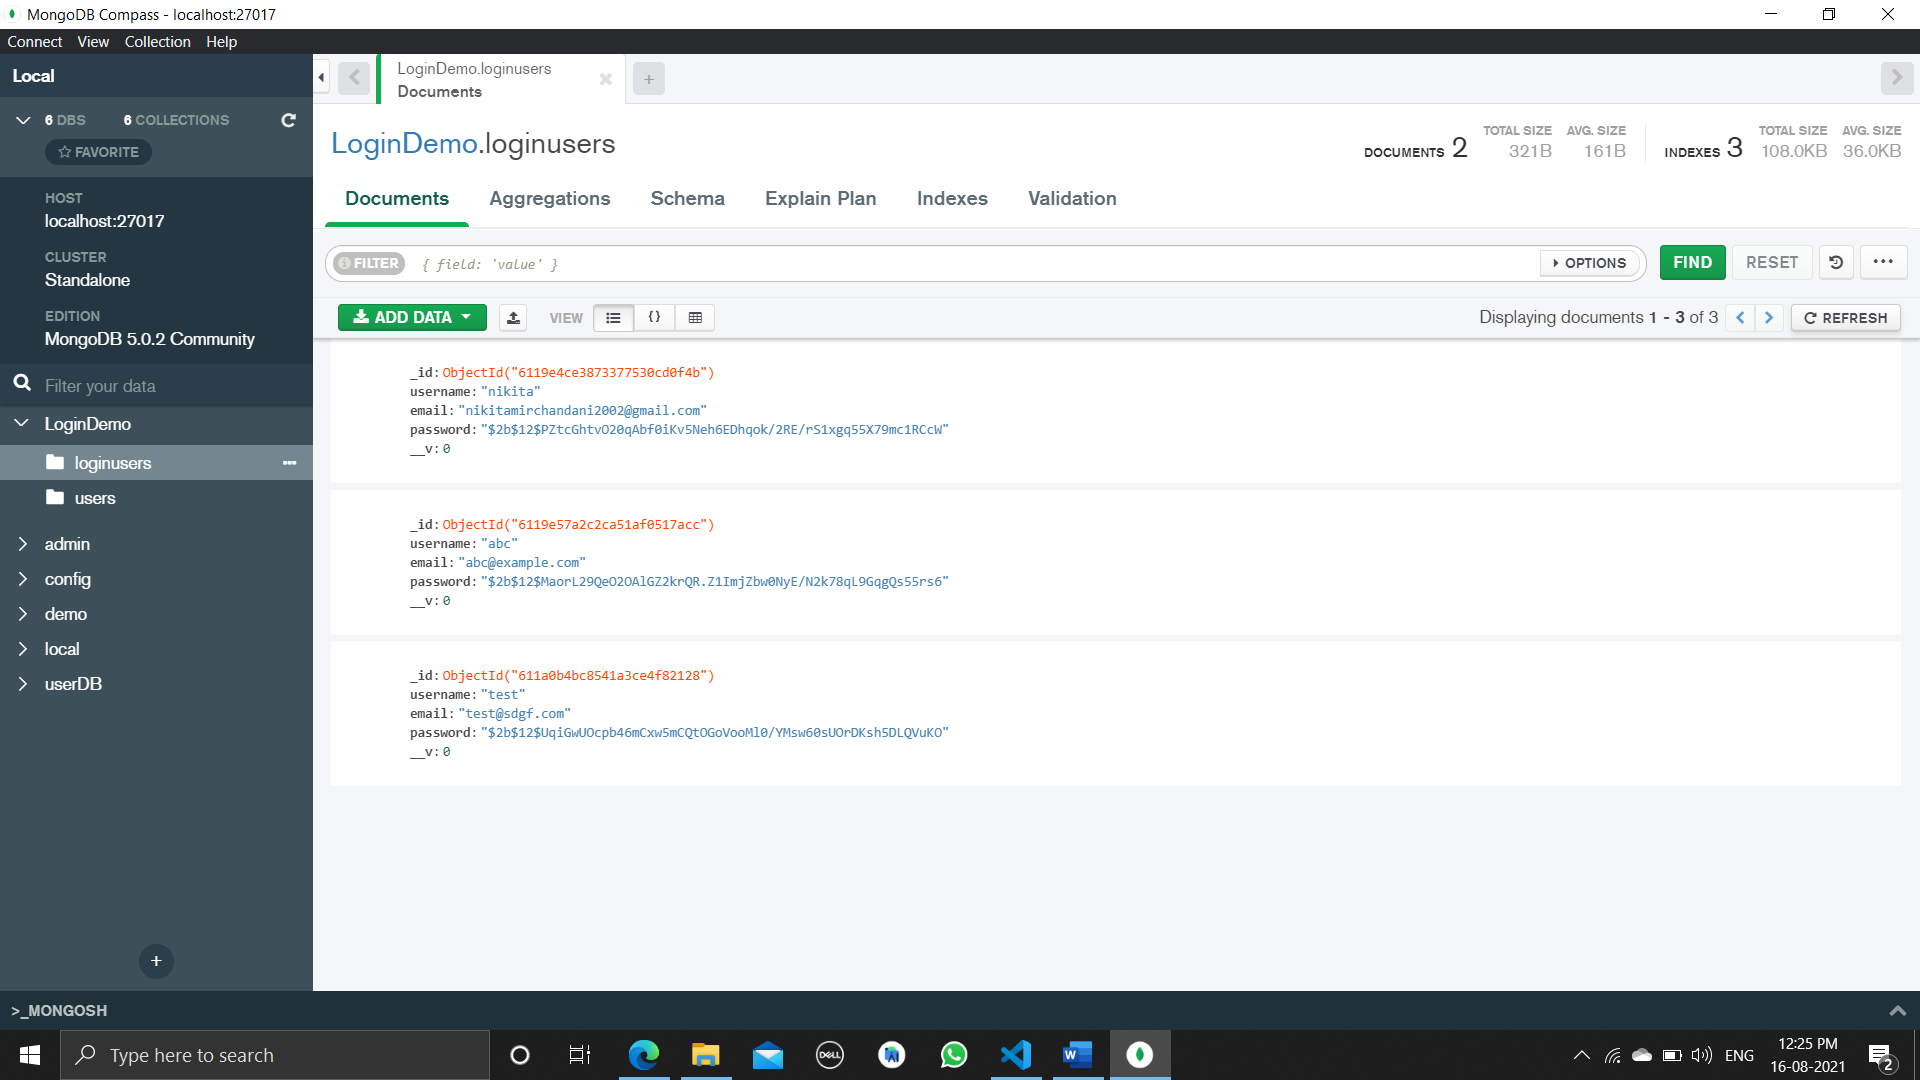 MongoDB Compass - localhost:27017
Connect View Collection Help
Local
6 DBS 6 COLLECTIONS
FAVORITE
HOST
localhost:27017
CLUSTER
Standalone
EDITION
MongoDB 5.0.2 Community
Filter your data
LoginDemo
loginusers
users
admin
config
demo
local
userDB
+
LoginDemo.loginusers
Documents
LoginDemo.loginusers
DOCUMENTS 2 TOTAL SIZE 321B AVG. SIZE 161B
INDEXES 3 TOTAL SIZE 108.0KB AVG. SIZE 36.0KB
Documents Aggregations Schema Explain Plan Indexes Validation
FILTER { field: 'value' } OPTIONS FIND RESET
ADD DATA VIEW {} Displaying documents 1 - 3 of 3 REFRESH
_id: ObjectId("6119e4ce3873377530cd0f4b")
username: "nikita"
email: "nikitamirchandani2002@gmail.com"
password: "$2b$12$PZtcGhtvO20qAbf0iKv5Neh6EDhqok/2RE/rS1xgq55X79mc1RCcW"
__v: 0
_id: ObjectId("6119e57a2c2ca51af0517acc")
username: "abc"
email: "abc@example.com"
password: "$2b$12$MaorL29QeO2OAlGZ2krQR.Z1ImjZbw0NyE/N2k78qL9GqgQs55rs6"
__v: 0
_id: ObjectId("611a0b4bc8541a3ce4f82128")
username: "test"
email: "test@sdgf.com"
password: "$2b$12$UqiGwUOcpb46mCxw5mCQtOGoVooMl0/YMsw60sUOrDKsh5DLQVuKO"
__v: 0
>_MONGOSH
Type here to search
DELL
W
ENG
12:25 PM
16-08-2021
2